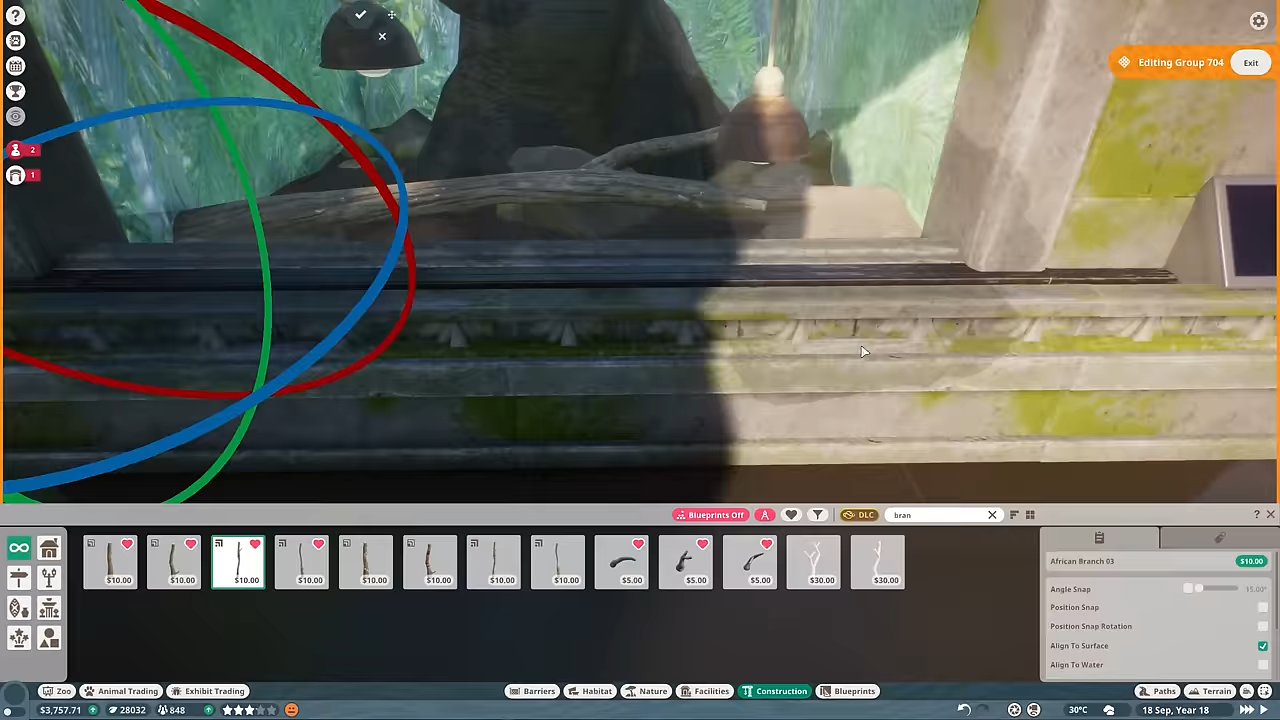 Editing Group 704
Exit
2
1
Blueprints Off
DLC
bran
?
$10.00
$10.00
$10.00
$10.00
$10.00
$10.00
$10.00
$10.00
$5.00
$5.00
$5.00
$30.00
$30.00
African Branch 03
$10.00
Angle Snap
15.00°
Position Snap
Position Snap Rotation
Align To Surface
Align To Water
Zoo
Animal Trading
Exhibit Trading
Barriers
Habitat
Nature
Facilities
Construction
Blueprints
Paths
Terrain
$3,757.71
28032
848
30°C
18 Sep, Year 18